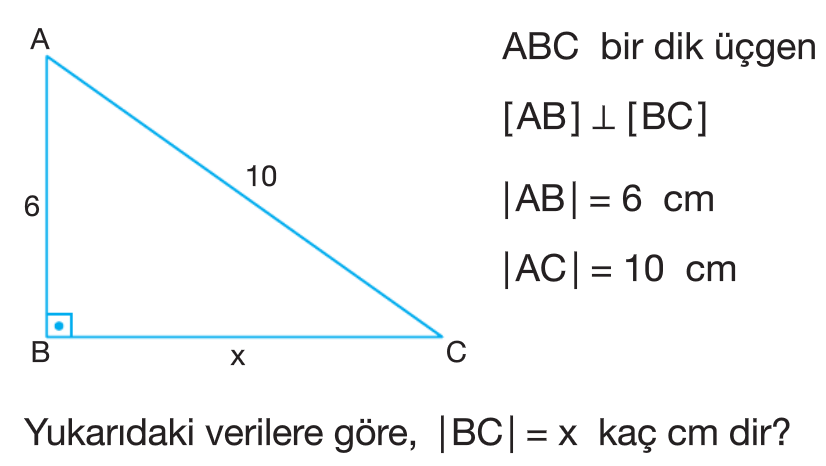 A
ABC bir dik üçgen
[AB] ⊥ [BC]
10
6
|AB| = 6 cm
|AC| = 10 cm
B
x
C
Yukarıdaki verilere göre, |BC| = x kaç cm dir?